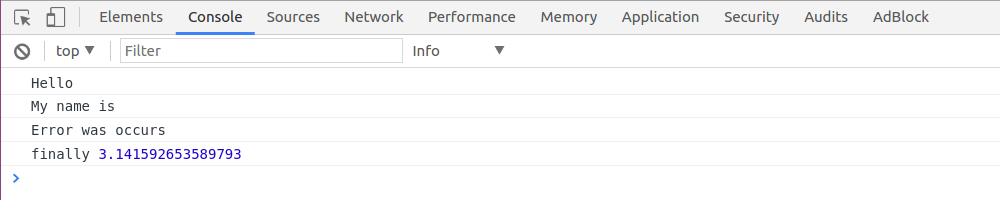 Elements Console Sources Network Performance Memory Application Security Audits AdBlock
top Filter Info
Hello
My name is
Error was occurs
finally 3.141592653589793